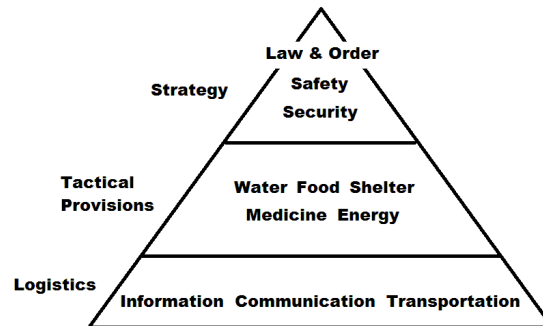 Law & Order
Strategy
Safety
Security
Tactical
Provisions
Water Food Shelter
Medicine Energy
Logistics
Information Communication Transportation